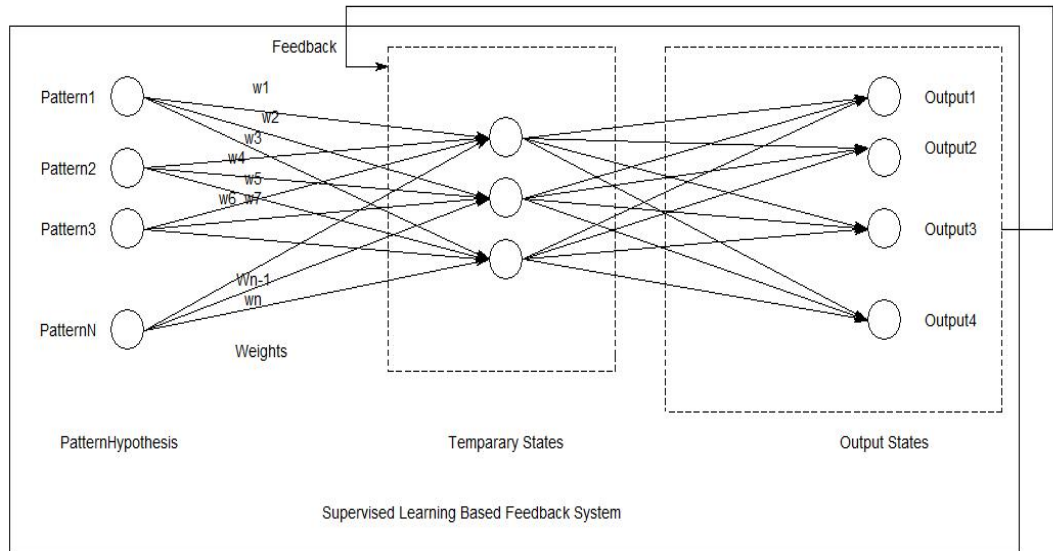 Feedback
Pattern1
w1
Output1
w2
w3
Output2
w4
Pattern2
w5
w6 w7
Pattern3
Output3
Wn-1
wn
PatternN
Output4
Weights
PatternHypothesis
Temparary States
Output States
Supervised Learning Based Feedback System